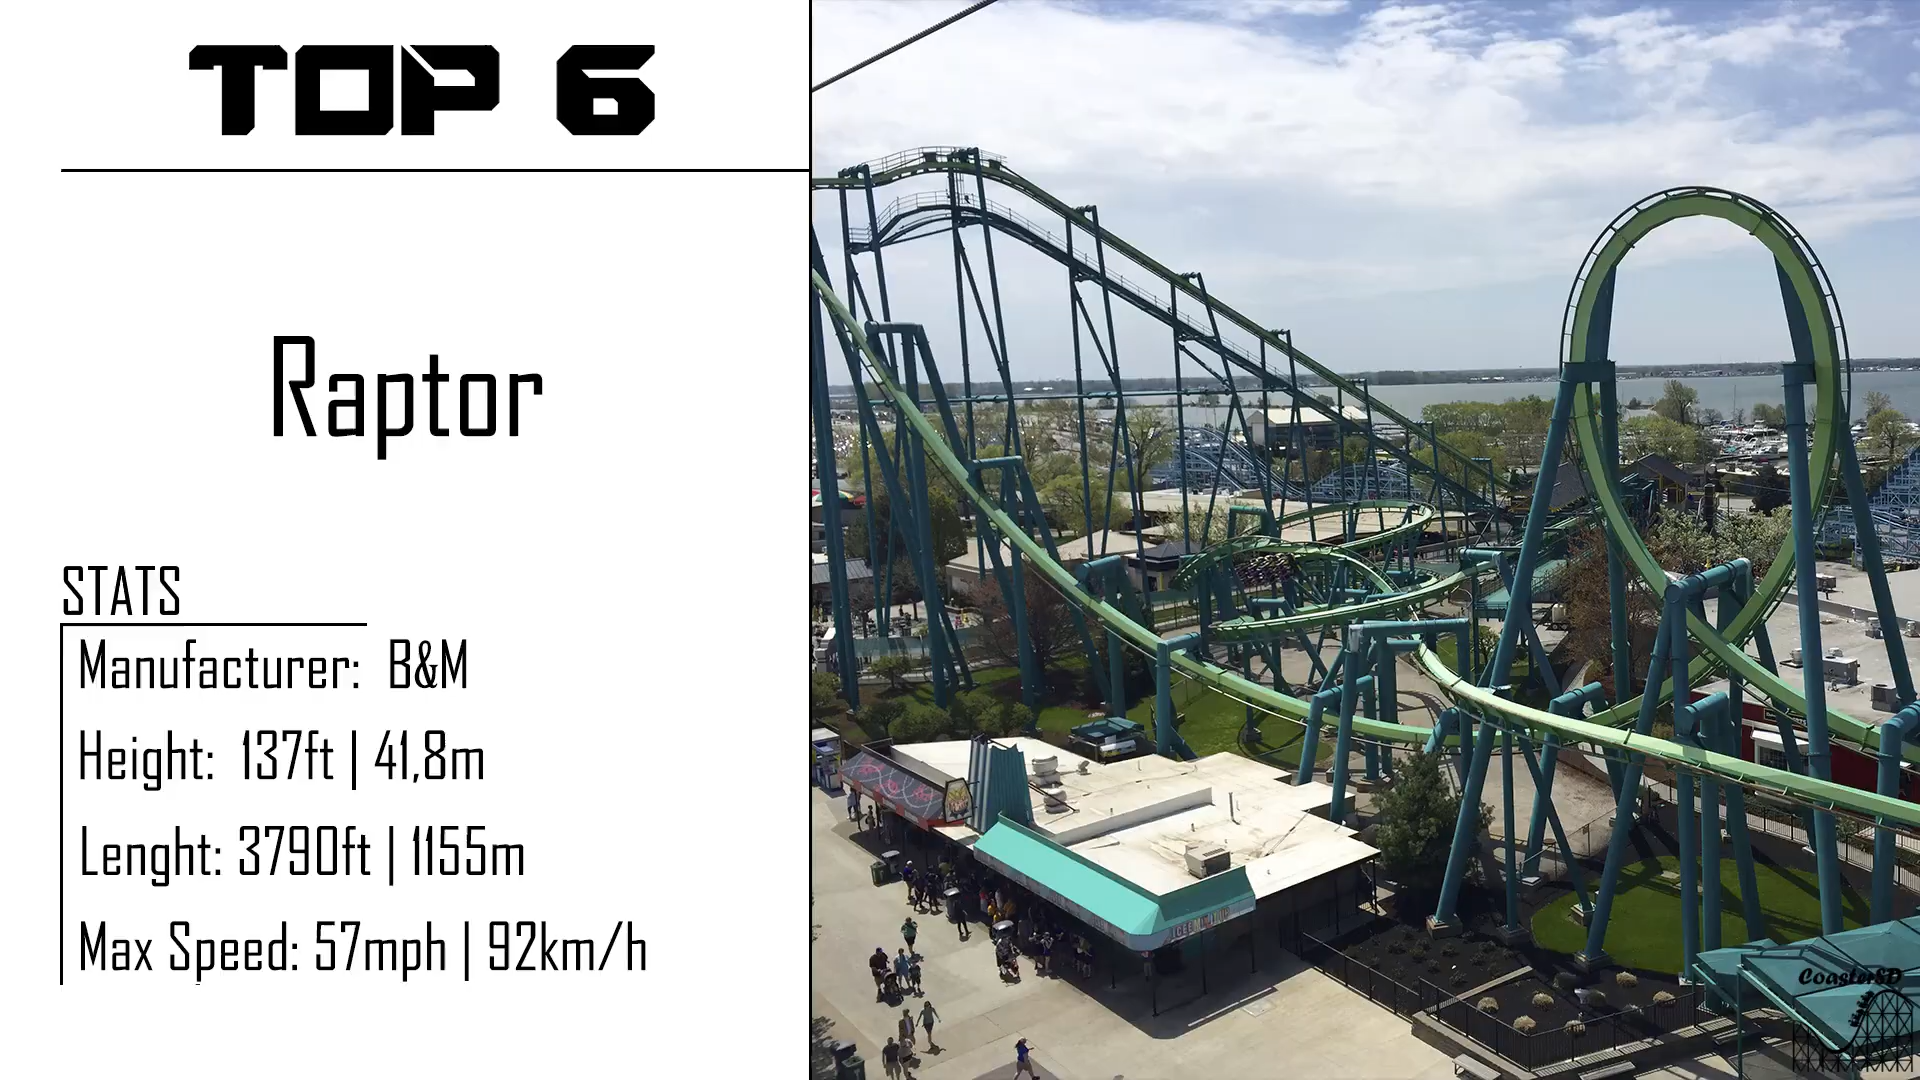 TOP 6
Raptor
STATS
Manufacturer: B&M
Height: 137ft | 41,8m
Lenght: 3790ft | 1155m
Max Speed: 57mph | 92km/h
CoasterSD